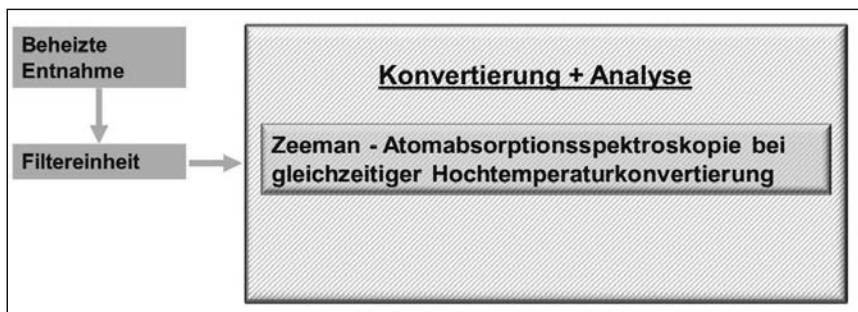 Beheizte
Entnahme
Filtereinheit
Konvertierung + Analyse
Zeeman - Atomabsorptionsspektroskopie bei
gleichzeitiger Hochtemperaturkonvertierung